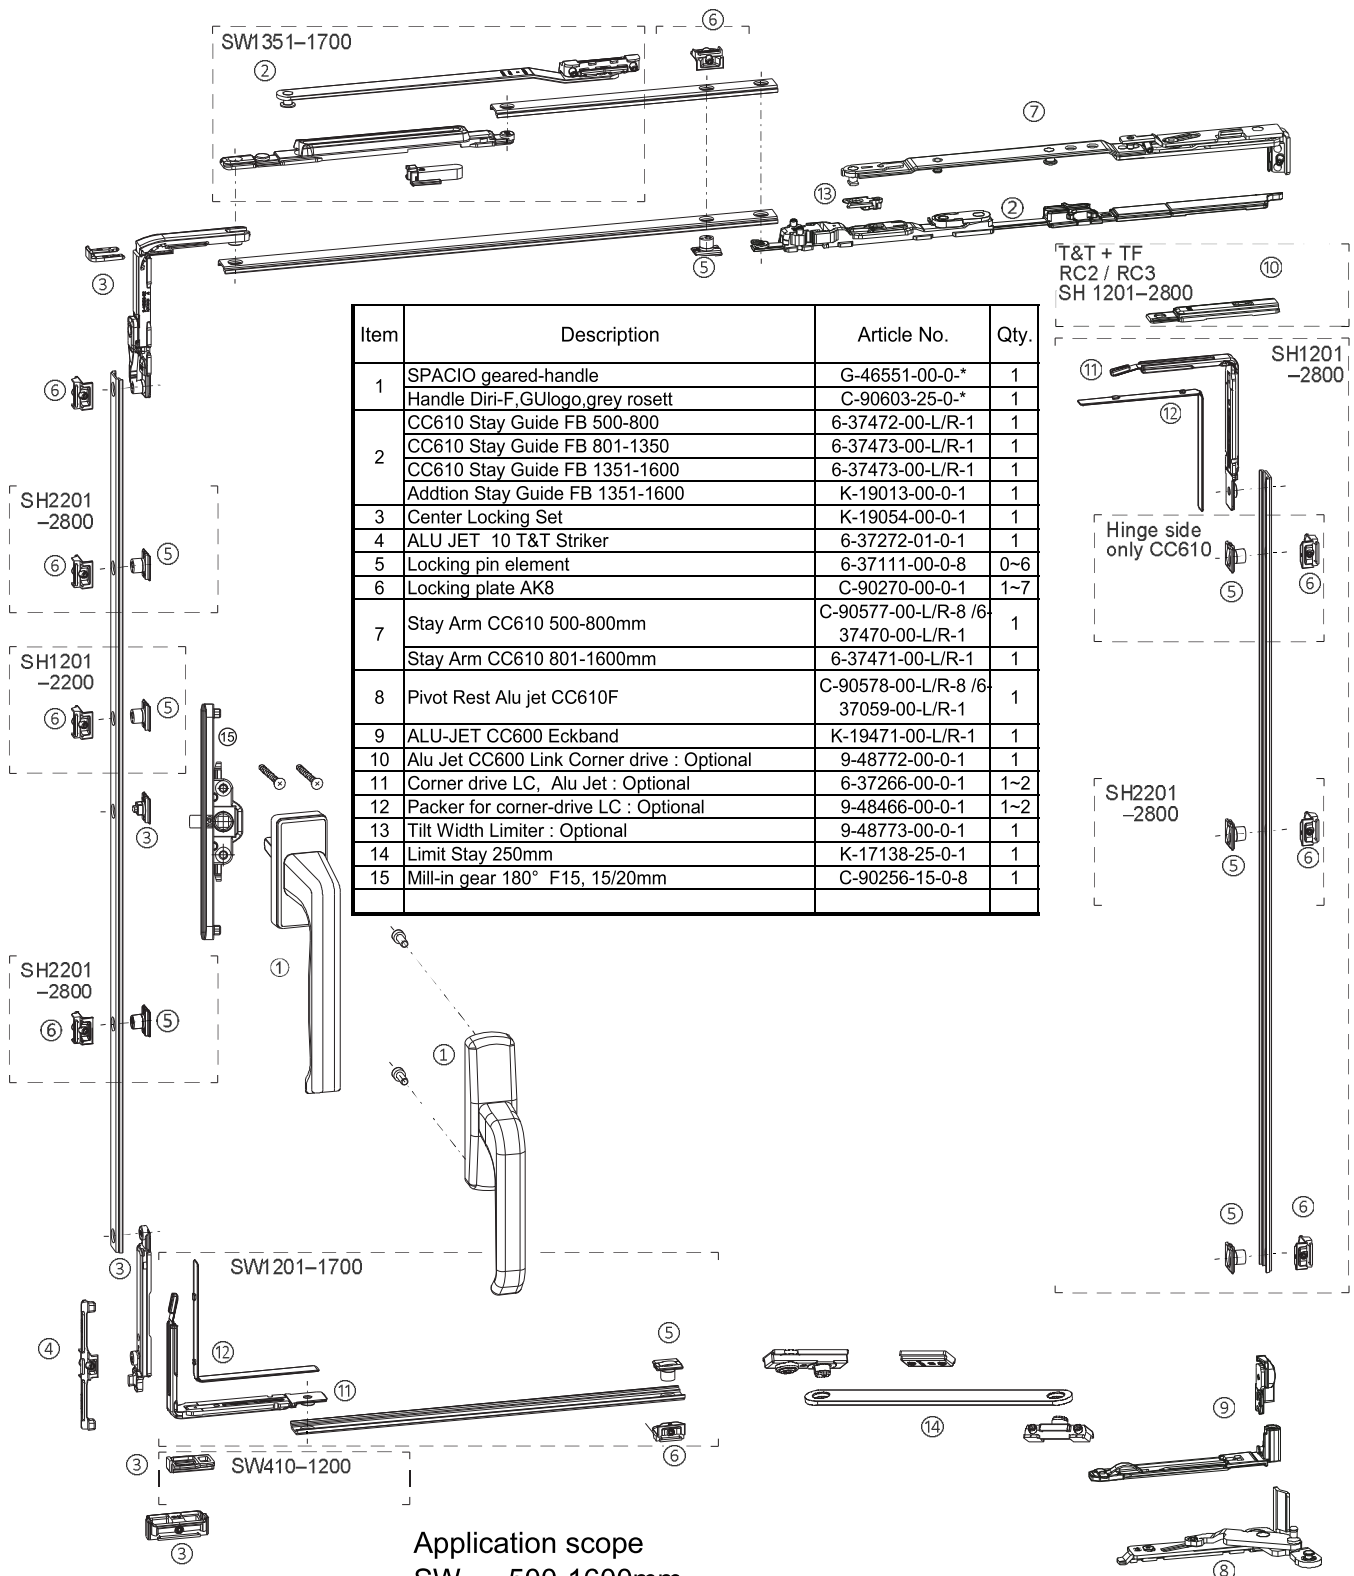 ⑥
SW1351–1700
②
⑦
⑬
②
⑤
③
T&T + TF
RC2 / RC3
SH 1201–2800
⑩
Item Description Article No. Qty.
1 SPACIO geared-handle G-46551-00-0-* 1
Handle Diri-F,GUlogo,grey rosett C-90603-25-0-* 1
2 CC610 Stay Guide FB 500-800 6-37472-00-L/R-1 1
CC610 Stay Guide FB 801-1350 6-37473-00-L/R-1 1
CC610 Stay Guide FB 1351-1600 6-37473-00-L/R-1 1
Addtion Stay Guide FB 1351-1600 K-19013-00-0-1 1
3 Center Locking Set K-19054-00-0-1 1
4 ALU JET 10 T&T Striker 6-37272-01-0-1 1
5 Locking pin element 6-37111-00-0-8 0~6
6 Locking plate AK8 C-90270-00-0-1 1~7
7 Stay Arm CC610 500-800mm C-90577-00-L/R-8 /6-
37470-00-L/R-1 1
Stay Arm CC610 801-1600mm 6-37471-00-L/R-1 1
8 Pivot Rest Alu jet CC610F C-90578-00-L/R-8 /6-
37059-00-L/R-1 1
9 ALU-JET CC600 Eckband K-19471-00-L/R-1 1
10 Alu Jet CC600 Link Corner drive : Optional 9-48772-00-0-1 1
11 Corner drive LC, Alu Jet : Optional 6-37266-00-0-1 1~2
12 Packer for corner-drive LC : Optional 9-48466-00-0-1 1~2
13 Tilt Width Limiter : Optional 9-48773-00-0-1 1
14 Limit Stay 250mm K-17138-25-0-1 1
15 Mill-in gear 180° F15, 15/20mm C-90256-15-0-8 1
SH1201
–2800
⑪
⑫
⑥
SH2201
–2800
⑥
⑤
Hinge side
only CC610
⑤
⑥
SH1201
–2200
⑥
⑤
⑮
③
SH2201
–2800
⑤
⑥
SH2201
–2800
⑥
⑤
①
①
⑤
⑥
③
SW1201–1700
④
⑫
⑪
⑤
⑥
⑭
⑨
③
SW410–1200
③
Application scope
SW 500-1600mm
⑧